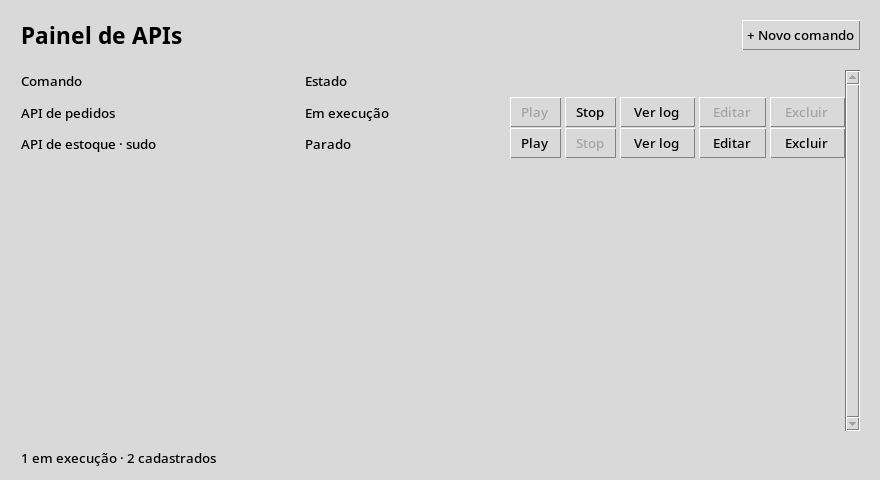 Painel de APIs + Novo comando
Comando Estado
API de pedidos Em execução Play Stop Ver log Editar Excluir
API de estoque · sudo Parado Play Stop Ver log Editar Excluir
1 em execução · 2 cadastrados